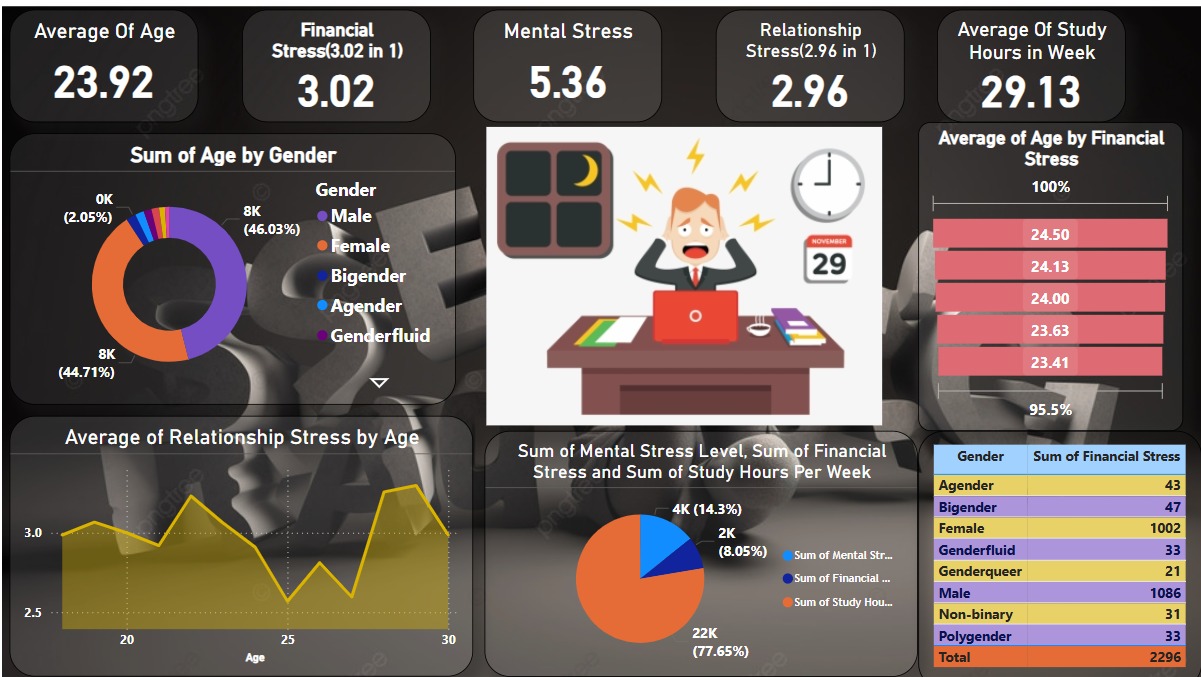 Average Of Age
23.92
Financial
Stress(3.02 in 1)
3.02
Mental Stress
5.36
Relationship
Stress(2.96 in 1)
2.96
Average Of Study
Hours in Week
29.13
Sum of Age by Gender
0K
(2.05%)
8K
(46.03%)
8K
(44.71%)
Gender
Male
Female
Bigender
Agender
Genderfluid
NOVEMBER
29
Average of Age by Financial
Stress
100%
24.50
24.13
24.00
23.63
23.41
95.5%
Average of Relationship Stress by Age
3.0
2.5
20
25
30
Age
Sum of Mental Stress Level, Sum of Financial
Stress and Sum of Study Hours Per Week
4K (14.3%)
2K
(8.05%)
22K
(77.65%)
Sum of Mental Str...
Sum of Financial ...
Sum of Study Hou...
Gender Sum of Financial Stress
Agender 43
Bigender 47
Female 1002
Genderfluid 33
Genderqueer 21
Male 1086
Non-binary 31
Polygender 33
Total 2296
pngtree